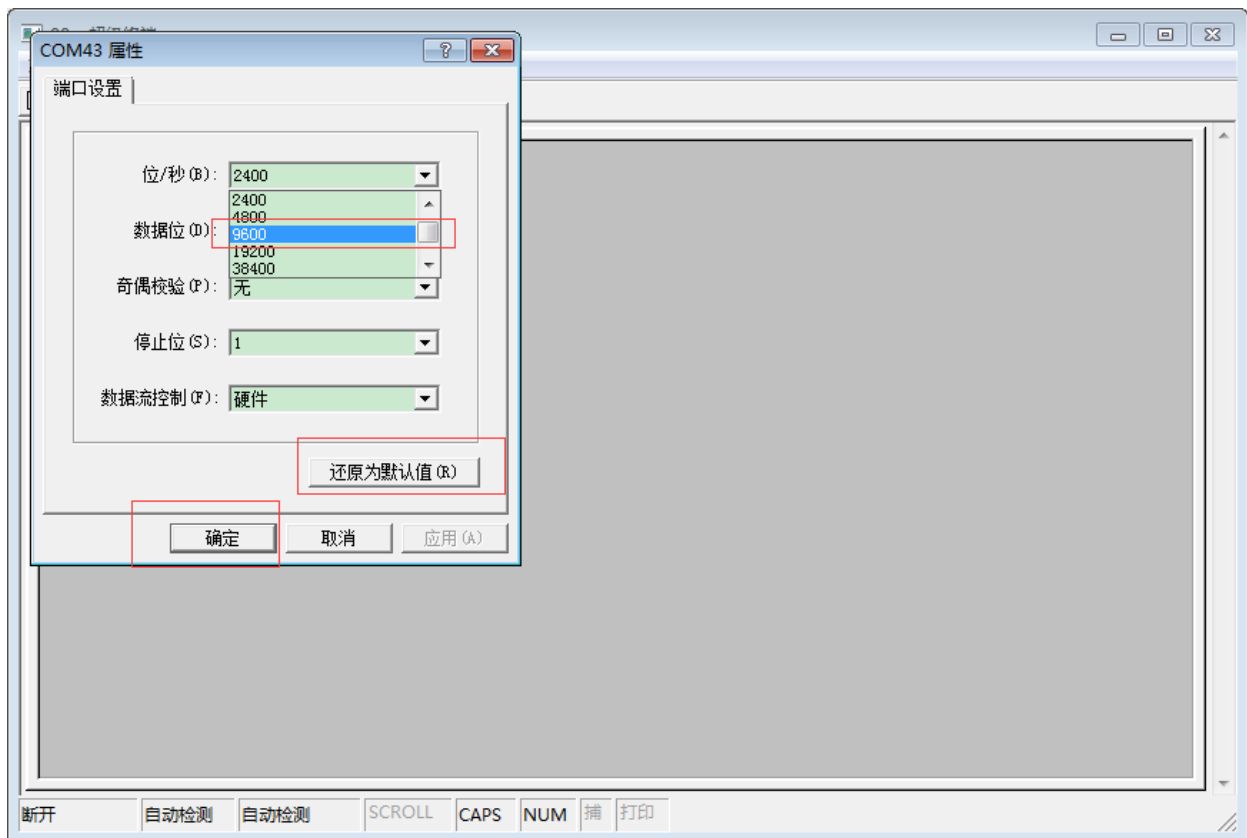 COM43 属性
端口设置
位/秒(B): 2400
2400
4800
数据位(D): 9600
19200
38400
奇偶校验(P): 无
停止位(S): 1
数据流控制(F): 硬件
还原为默认值(R)
确定 取消 应用(A)
断开 自动检测 自动检测 SCROLL CAPS NUM 捕 打印